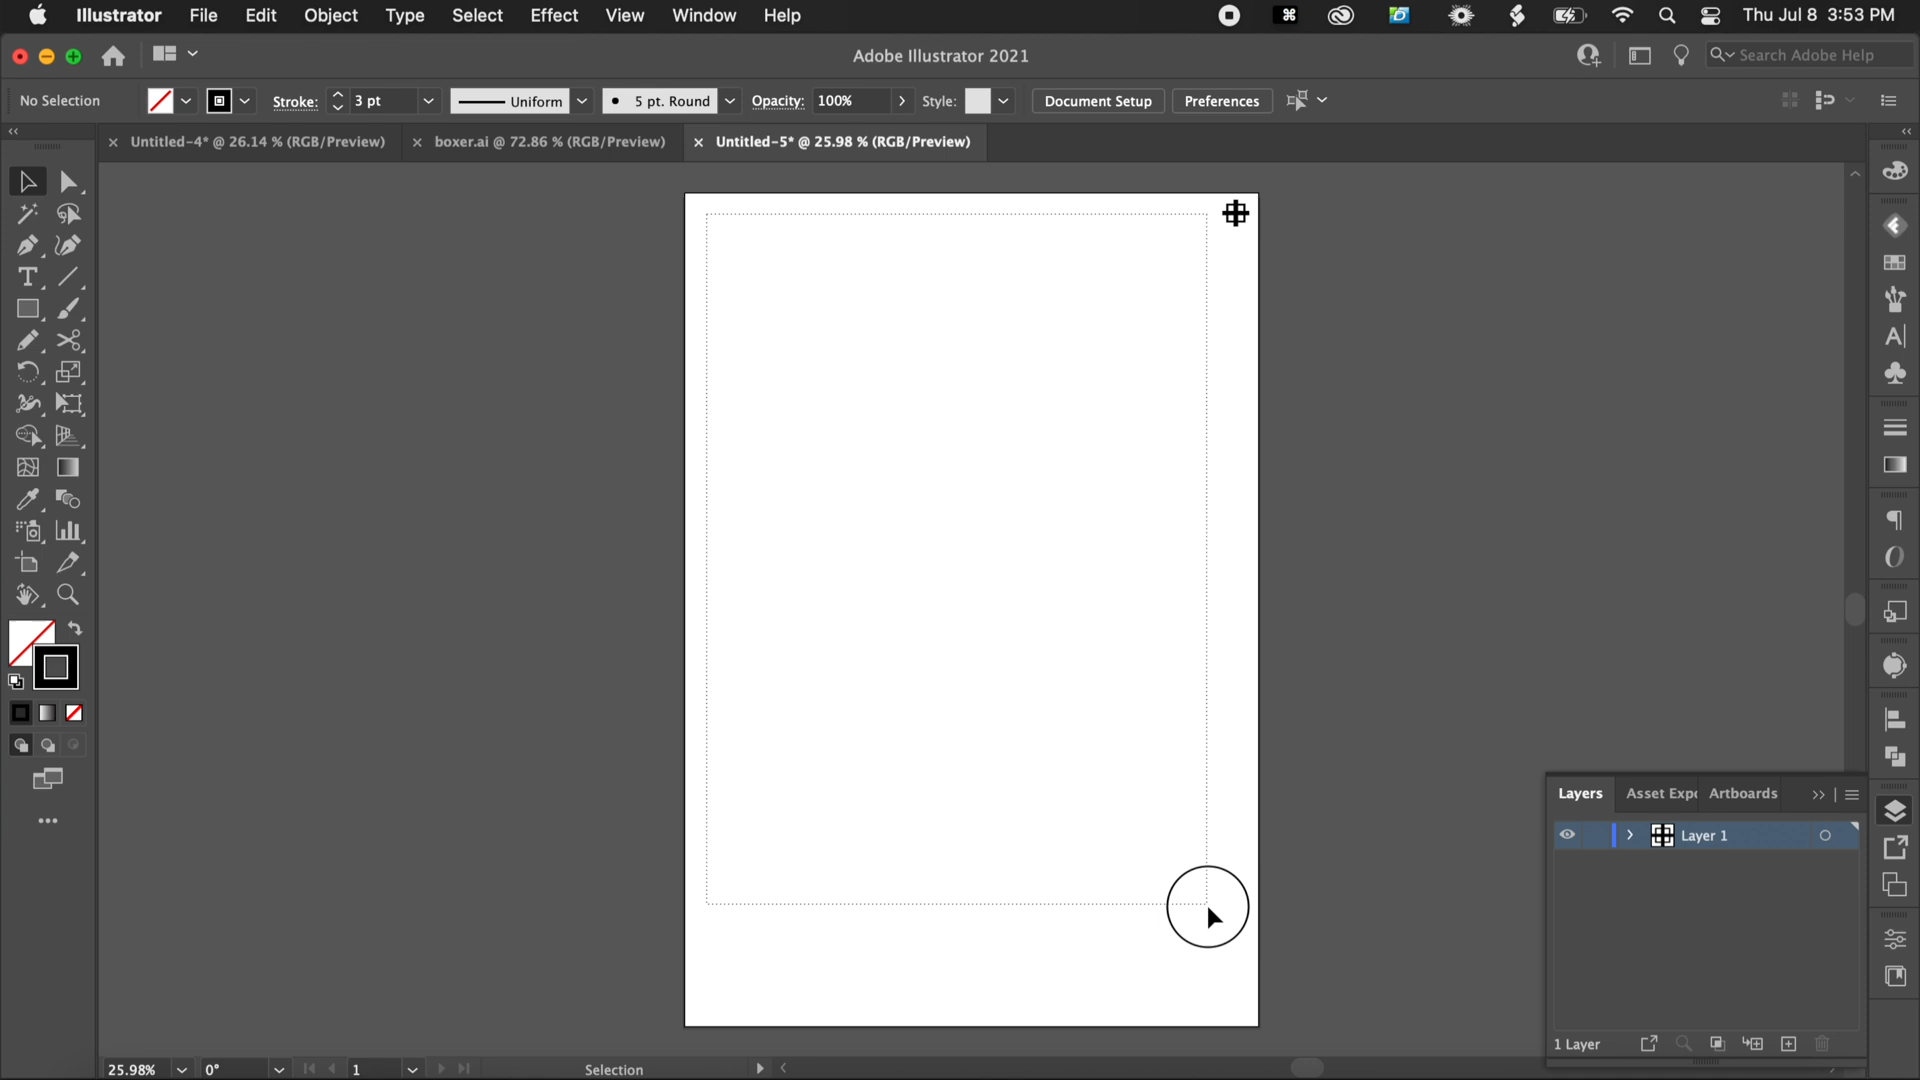 Illustrator File Edit Object Type Select Effect View Window Help Thu Jul 8 3:53 PM
Adobe Illustrator 2021 Search Adobe Help
No Selection Stroke: 3 pt Uniform 5 pt. Round Opacity: 100% Style: Document Setup Preferences
Untitled-4* @ 26.14 % (RGB/Preview) boxer.ai @ 72.86 % (RGB/Preview) Untitled-5* @ 25.98 % (RGB/Preview)
Layers Asset Expo Artboards
Layer 1
1 Layer
25.98% 0° 1 Selection